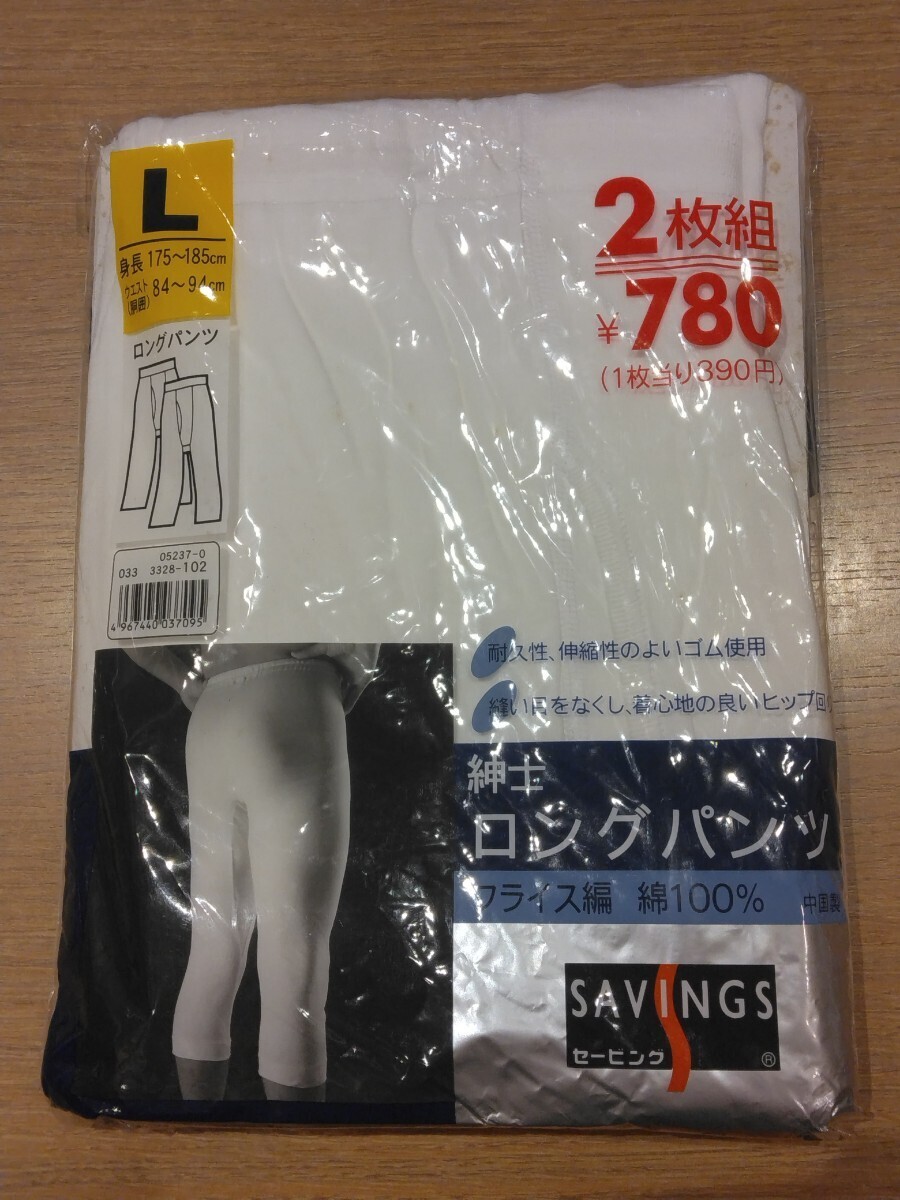 L
身長 175〜185cm
ウエスト
(胴囲) 84〜94cm
ロングパンツ
05237-0
033 3328-102
4 967440 037095
2枚組
¥780
(1枚当り390円)
耐久性、伸縮性のよいゴム使用
縫い目をなくし、着心地の良いヒップ回り
紳士
ロングパンツ
フライス編 綿100% 中国製
SAVINGS
セービング ®